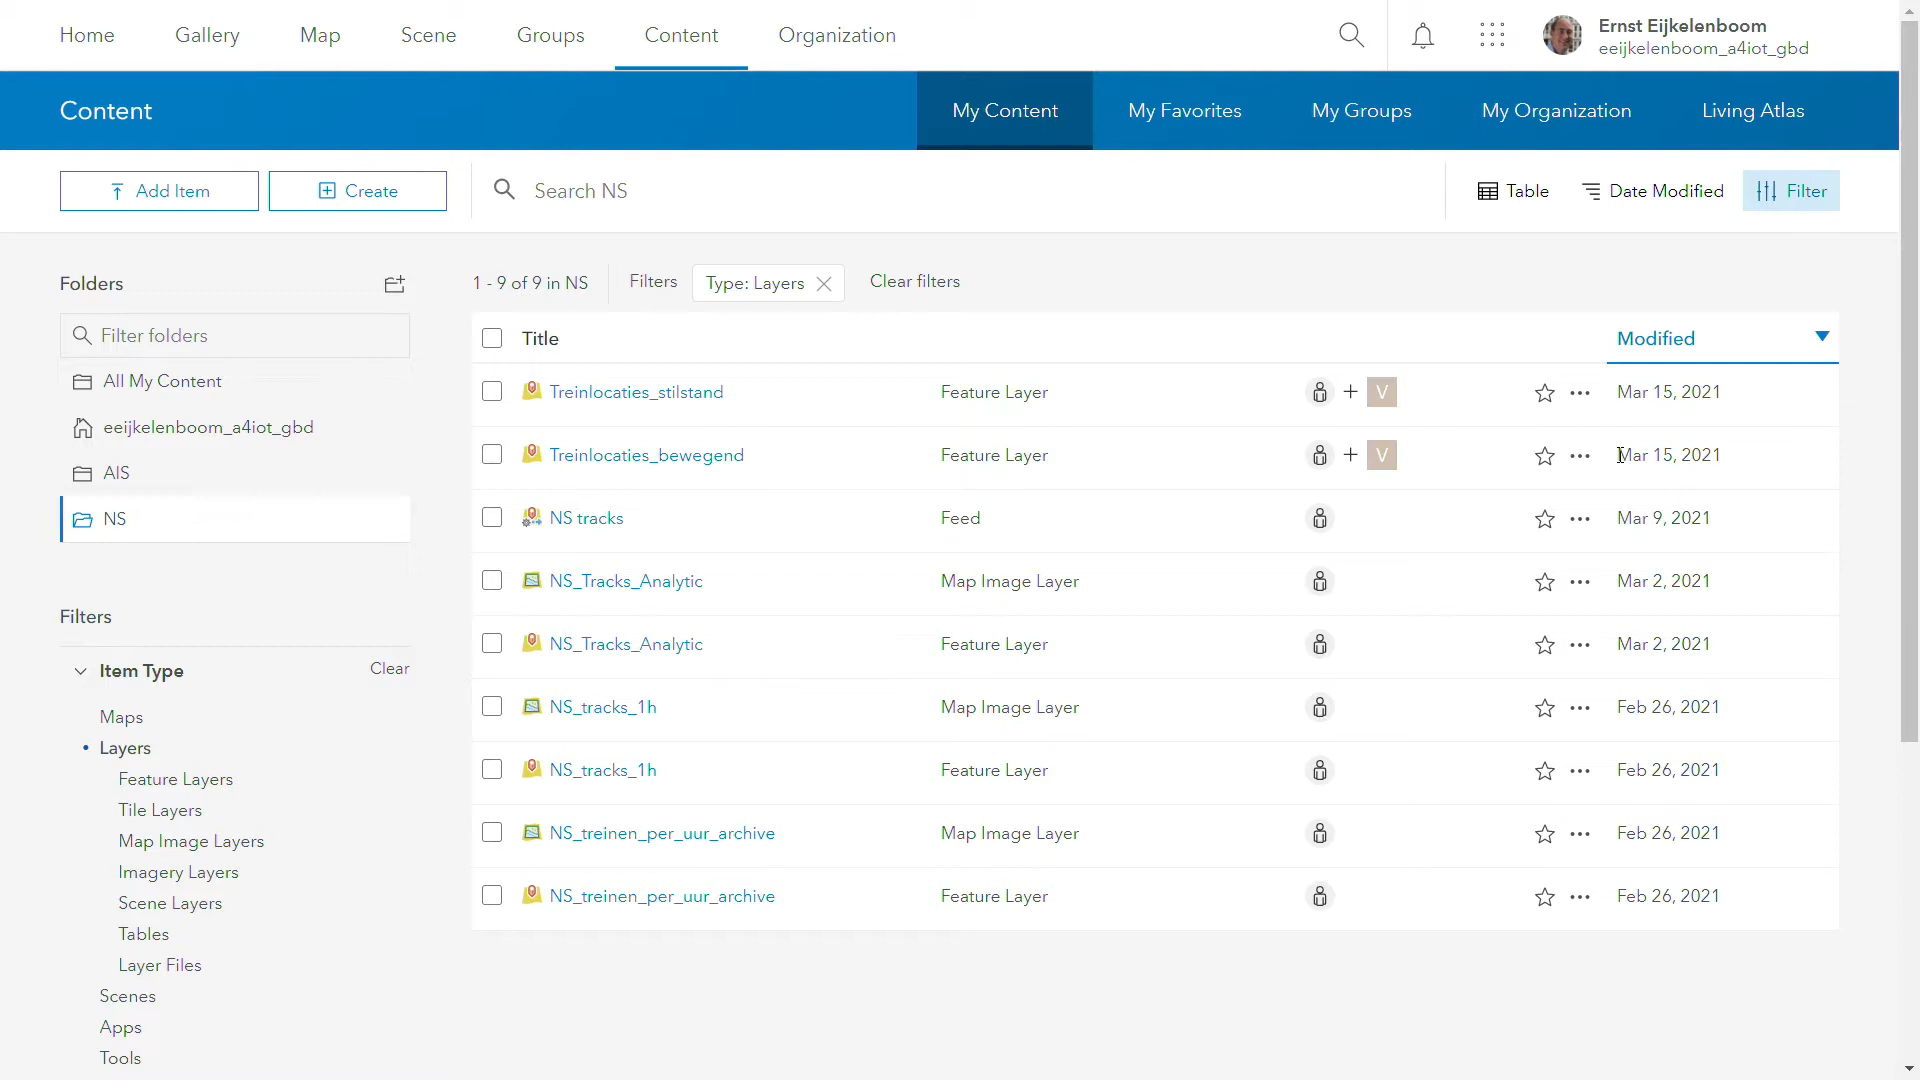 Home Gallery Map Scene Groups Content Organization
Ernst Eijkelenboom
eeijkelenboom_a4iot_gbd
Content My Content My Favorites My Groups My Organization Living Atlas
Add Item Create Search NS Table Date Modified Filter
Folders
Filter folders
All My Content
eeijkelenboom_a4iot_gbd
AIS
NS
Filters
Item Type Clear
Maps
Layers
Feature Layers
Tile Layers
Map Image Layers
Imagery Layers
Scene Layers
Tables
Layer Files
Scenes
Apps
Tools
1 - 9 of 9 in NS Filters Type: Layers Clear filters
Title Modified
Treinlocaties_stilstand Feature Layer V Mar 15, 2021
Treinlocaties_bewegend Feature Layer V Mar 15, 2021
NS tracks Feed Mar 9, 2021
NS_Tracks_Analytic Map Image Layer Mar 2, 2021
NS_Tracks_Analytic Feature Layer Mar 2, 2021
NS_tracks_1h Map Image Layer Feb 26, 2021
NS_tracks_1h Feature Layer Feb 26, 2021
NS_treinen_per_uur_archive Map Image Layer Feb 26, 2021
NS_treinen_per_uur_archive Feature Layer Feb 26, 2021